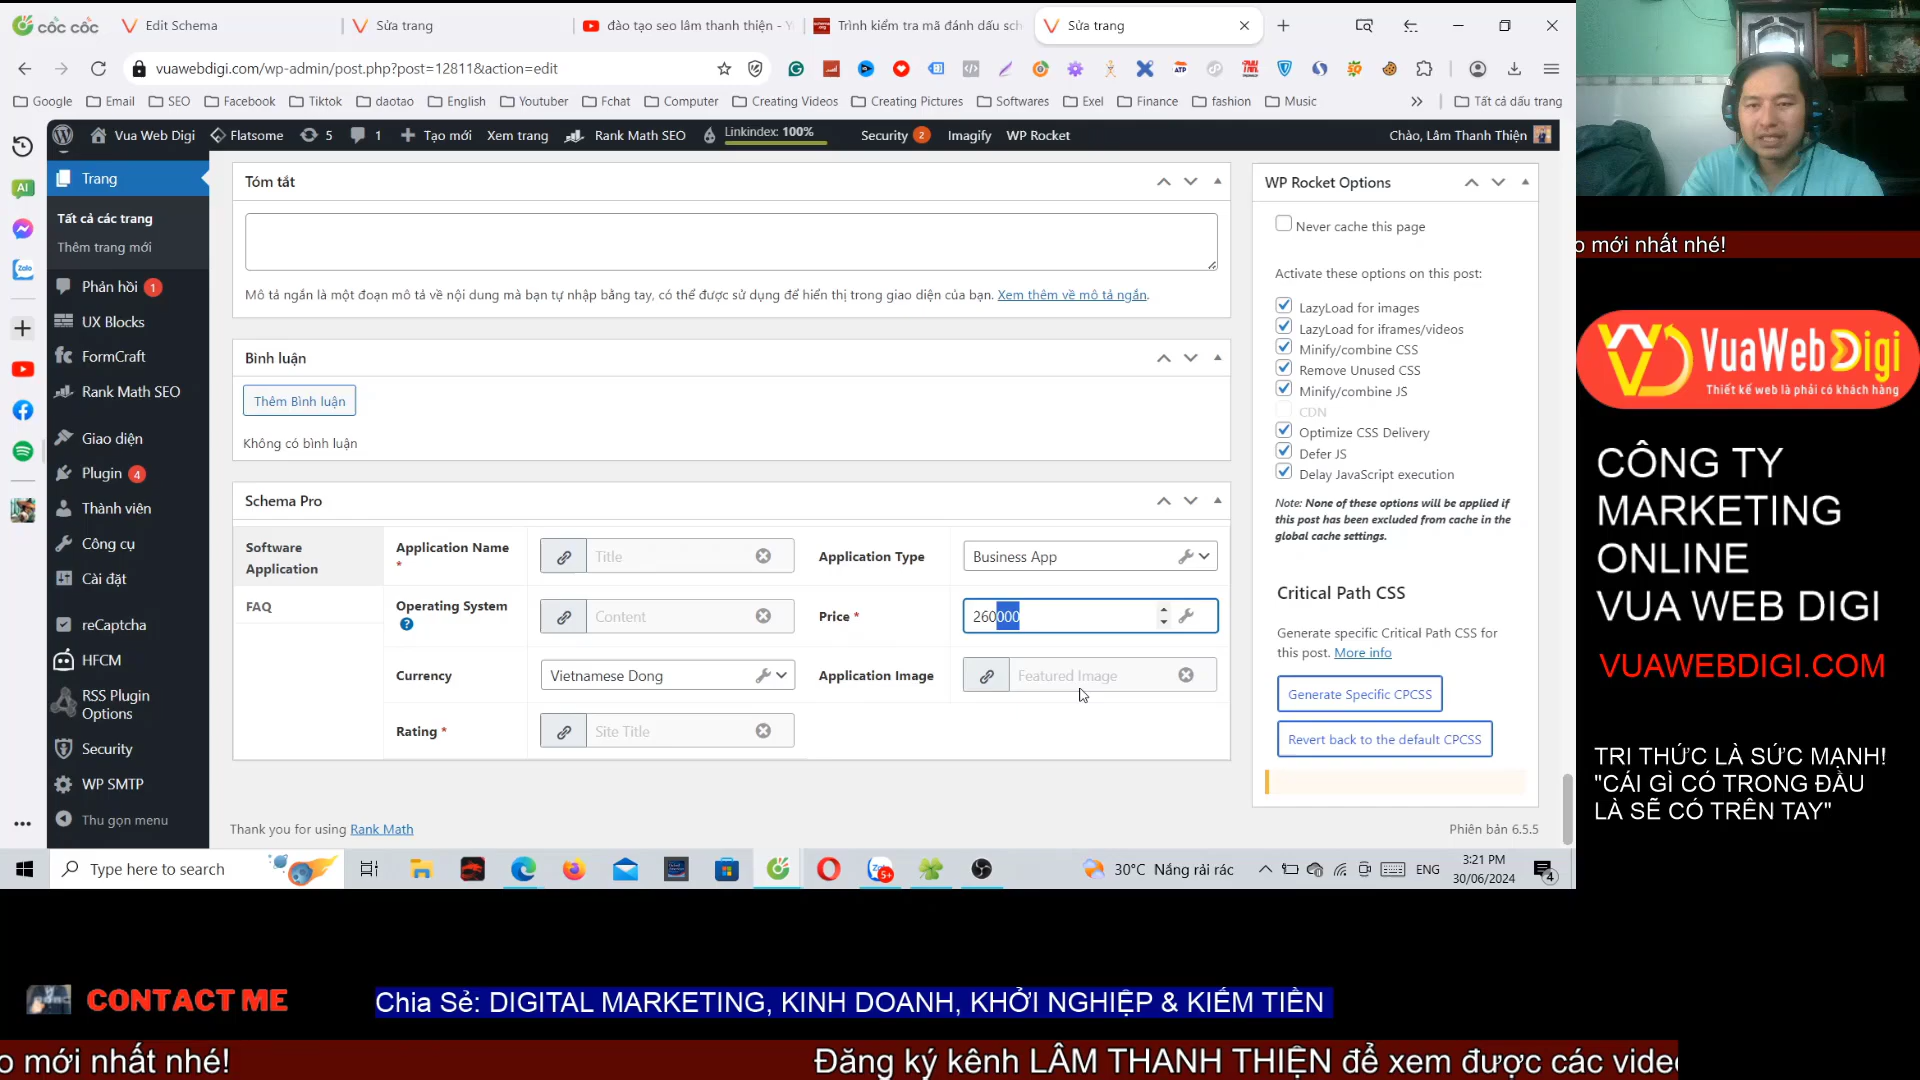 cốc cốc
Edit Schema
Sửa trang
đào tạo seo lâm thanh thiện - Y
Trình kiểm tra mã đánh dấu sch
Sửa trang
vuawebdigi.com/wp-admin/post.php?post=12811&action=edit
Google
Email
SEO
Facebook
Tiktok
daotao
English
Youtuber
Fchat
Computer
Creating Videos
Creating Pictures
Softwares
Exel
Finance
fashion
Music
Tất cả dấu trang
Vua Web Digi
Flatsome
5
1
Tạo mới
Xem trang
Rank Math SEO
Linkindex: 100%
Security 2
Imagify
WP Rocket
Chào, Lâm Thanh Thiện
Trang
Tất cả các trang
Thêm trang mới
Phản hồi 1
UX Blocks
FormCraft
Rank Math SEO
Giao diện
Plugin 4
Thành viên
Công cụ
Cài đặt
reCaptcha
HFCM
RSS Plugin
Options
Security
WP SMTP
Thu gọn menu
Tóm tắt
Mô tả ngắn là một đoạn mô tả về nội dung mà bạn tự nhập bằng tay, có thể được sử dụng để hiển thị trong giao diện của bạn. Xem thêm về mô tả ngắn.
Bình luận
Thêm Bình luận
Không có bình luận
Schema Pro
Software
Application
FAQ
Application Name
*
Title
Application Type
Business App
Operating System
?
Content
Price *
260000
Currency
Vietnamese Dong
Application Image
Featured Image
Rating *
Site Title
Thank you for using Rank Math
Phiên bản 6.5.5
WP Rocket Options
Never cache this page
Activate these options on this post:
LazyLoad for images
LazyLoad for iframes/videos
Minify/combine CSS
Remove Unused CSS
Minify/combine JS
CDN
Optimize CSS Delivery
Defer JS
Delay JavaScript execution
Note: None of these options will be applied if
this post has been excluded from cache in the
global cache settings.
Critical Path CSS
Generate specific Critical Path CSS for
this post. More info
Generate Specific CPCSS
Revert back to the default CPCSS
Type here to search
30°C Nắng rải rác
ENG
3:21 PM
30/06/2024
4
o mới nhất nhé!
VuaWebDigi
Thiết kế web là phải có khách hàng
CÔNG TY
MARKETING
ONLINE
VUA WEB DIGI
VUAWEBDIGI.COM
TRI THỨC LÀ SỨC MẠNH!
"CÁI GÌ CÓ TRONG ĐẦU
LÀ SẼ CÓ TRÊN TAY"
CONTACT ME
Chia Sẻ: DIGITAL MARKETING, KINH DOANH, KHỞI NGHIỆP & KIẾM TIỀN
o mới nhất nhé!
Đăng ký kênh LÂM THANH THIỆN để xem được các video